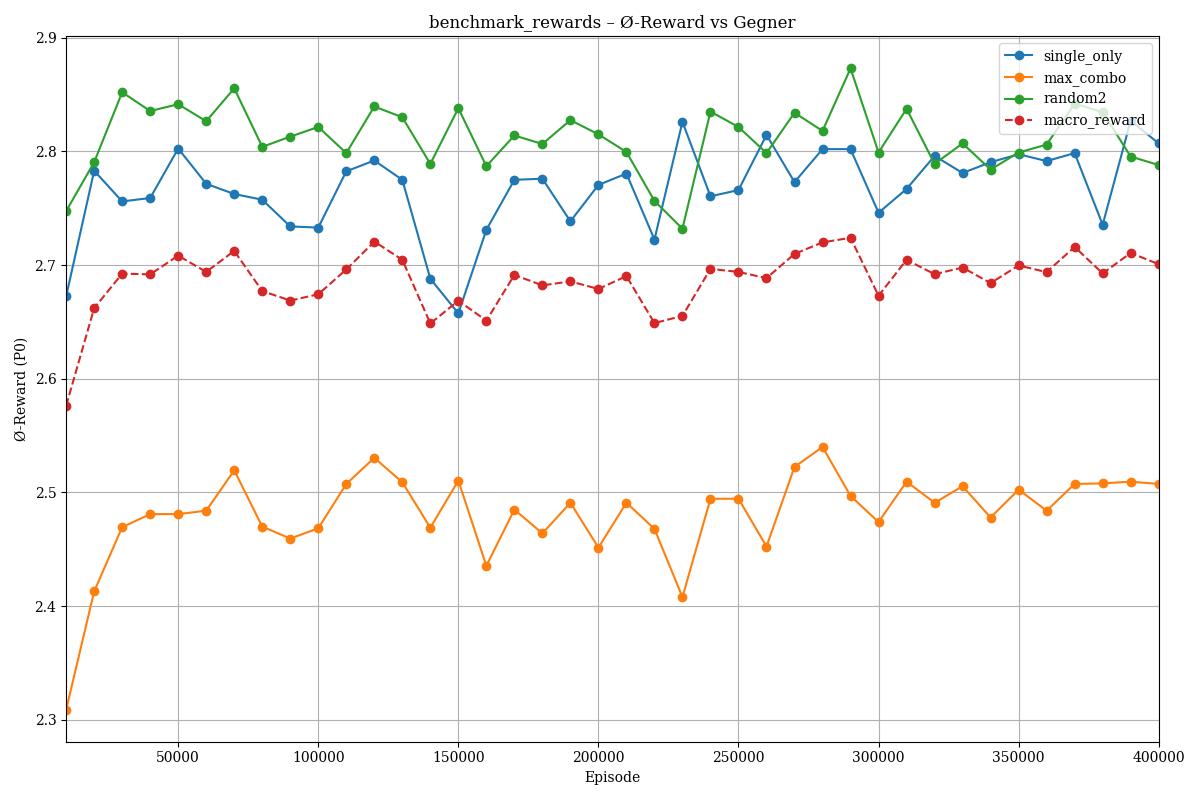 benchmark_rewards – Ø-Reward vs Gegner
single_only
max_combo
random2
macro_reward
Ø-Reward (P0)
2.9
2.8
2.7
2.6
2.5
2.4
2.3
50000
100000
150000
200000
250000
300000
350000
400000
Episode